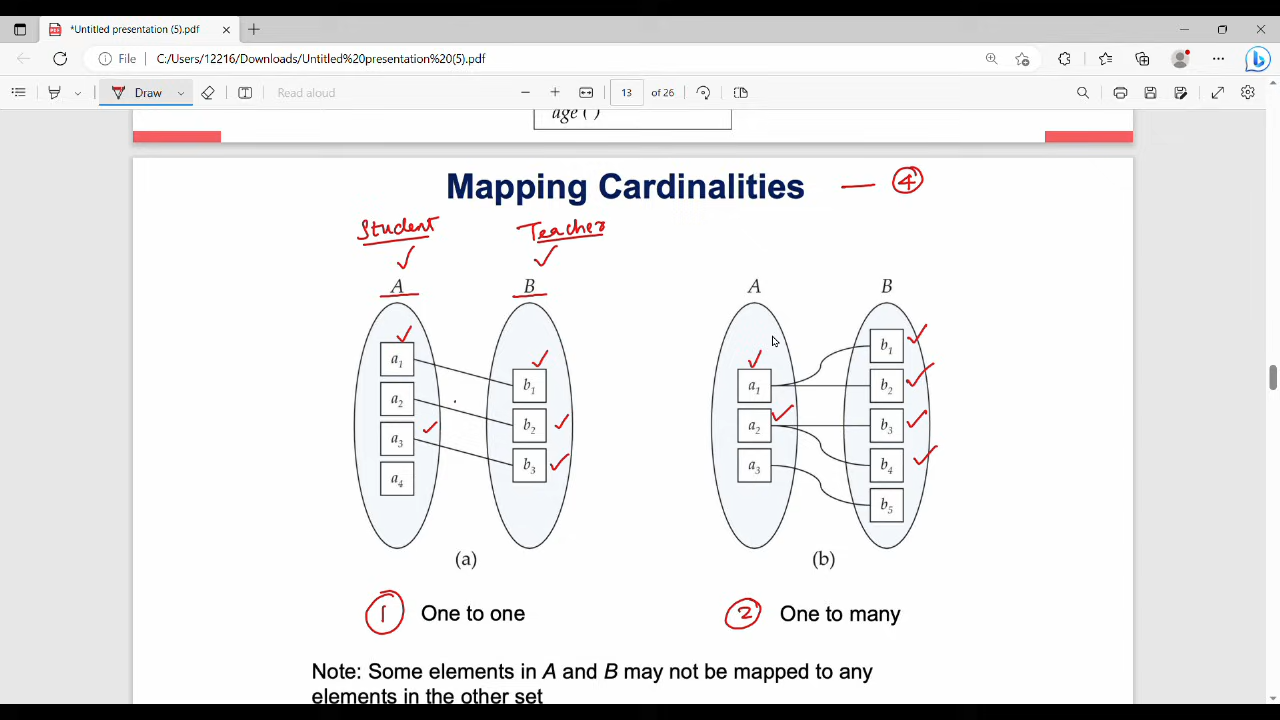 *Untitled presentation (5).pdf
File C:/Users/12216/Downloads/Untitled%20presentation%20(5).pdf
Draw Read aloud 13 of 26
age ( )
Mapping Cardinalities — 4
Student Teacher
A B A B
a1 b1
a2 b2
a3 b3
a4
a1 b1
a2 b2
a3 b3
b4
b5
(a) (b)
1 One to one 2 One to many
Note: Some elements in A and B may not be mapped to any
elements in the other set